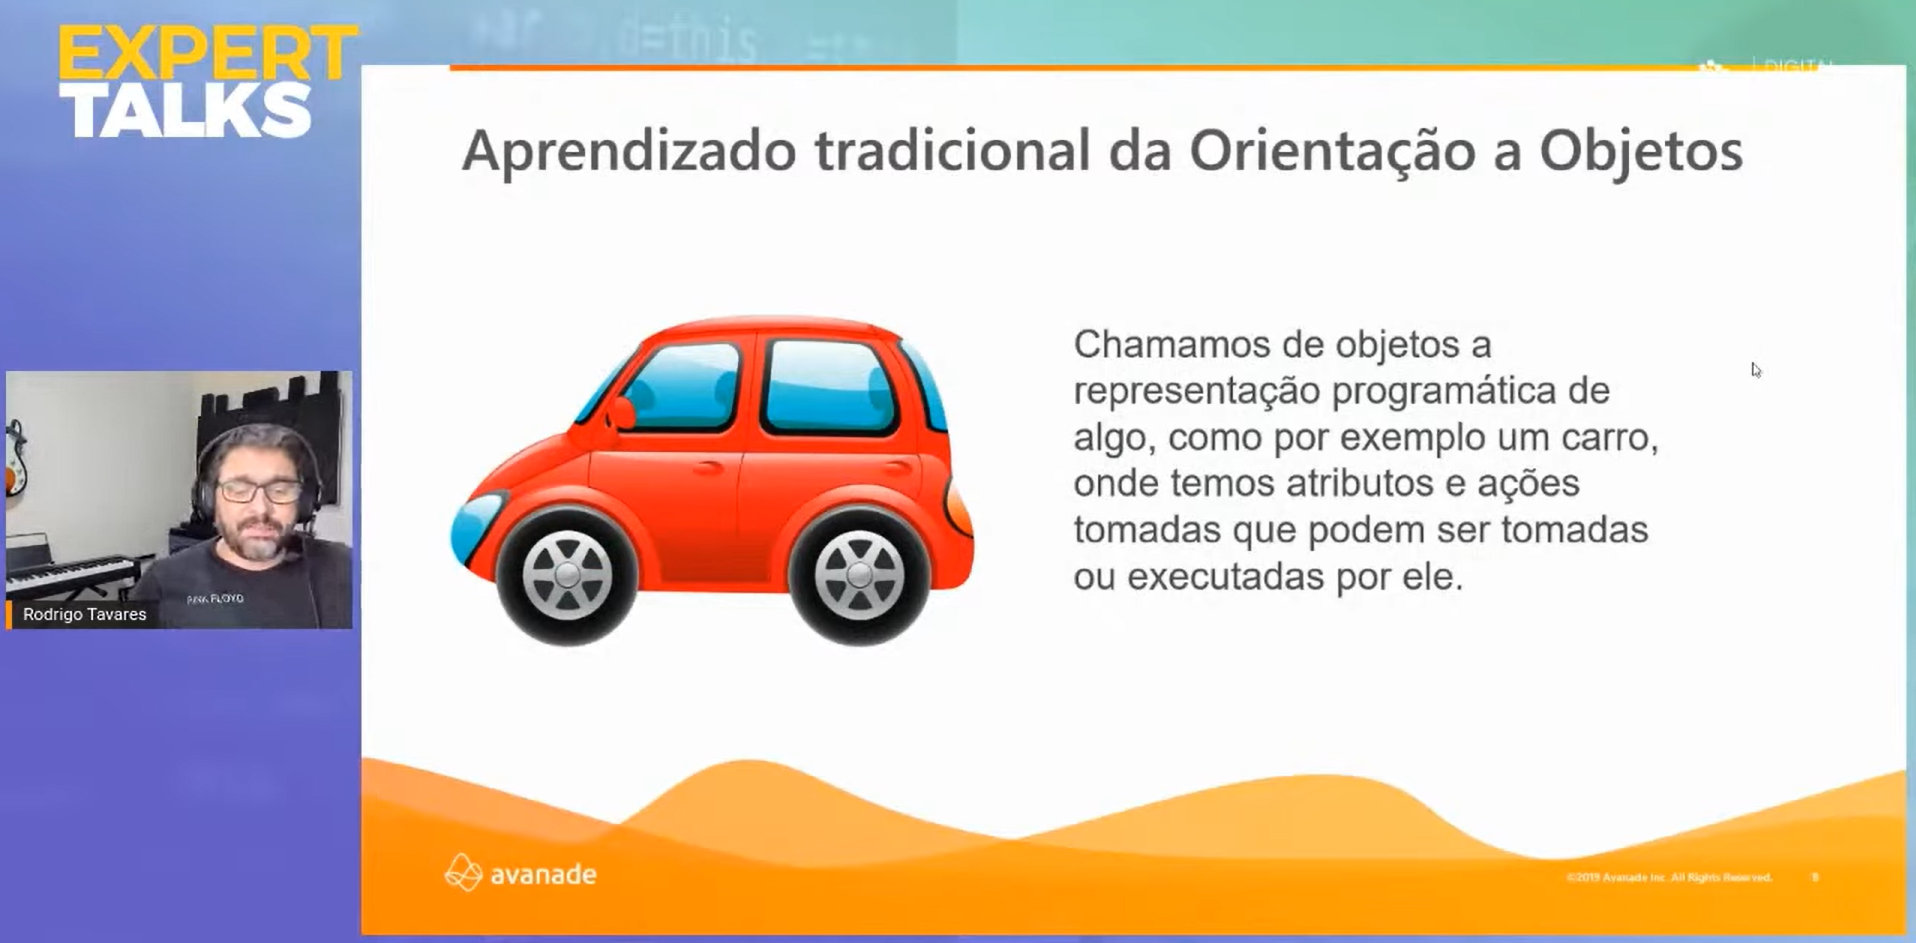 EXPERT
TALKS
d=this
DIGITAL
Aprendizado tradicional da Orientação a Objetos
Chamamos de objetos a
representação programática de
algo, como por exemplo um carro,
onde temos atributos e ações
tomadas que podem ser tomadas
ou executadas por ele.
PINK FLOYD
Rodrigo Tavares
avanade
©2019 Avanade Inc. All Rights Reserved.
8